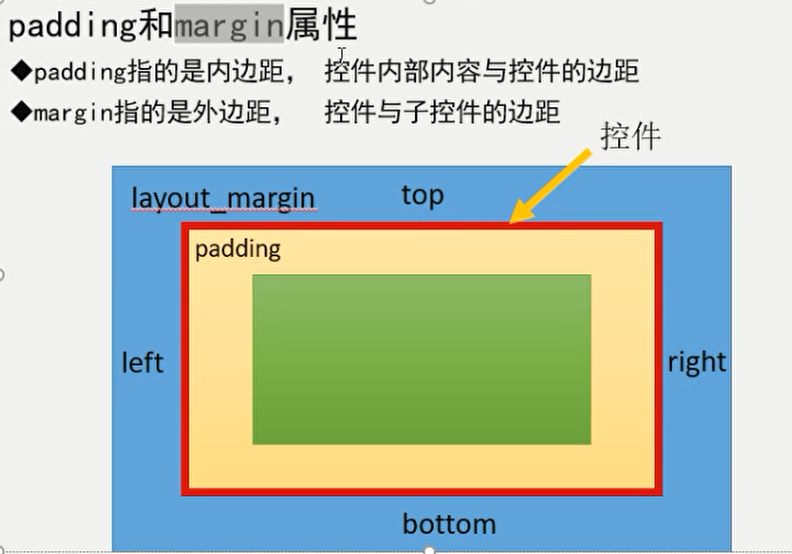 padding和margin属性
◆padding指的是内边距， 控件内部内容与控件的边距
◆margin指的是外边距， 控件与子控件的边距
控件
layout_margin top
padding
left right
bottom